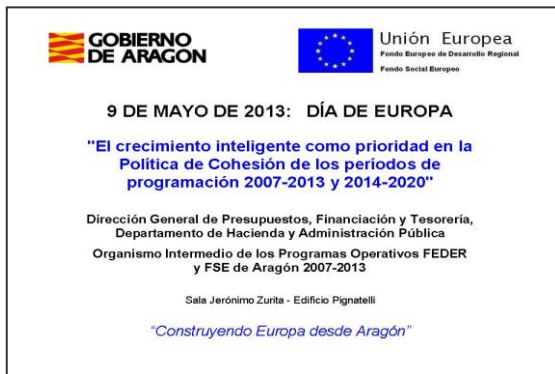 GOBIERNO
DE ARAGON
Unión Europea
Fondo Europeo de Desarrollo Regional
Fondo Social Europeo
9 DE MAYO DE 2013: DÍA DE EUROPA
"El crecimiento inteligente como prioridad en la
Política de Cohesión de los períodos de
programación 2007-2013 y 2014-2020"
Dirección General de Presupuestos, Financiación y Tesorería,
Departamento de Hacienda y Administración Pública
Organismo Intermedio de los Programas Operativos FEDER
y FSE de Aragón 2007-2013
Sala Jerónimo Zurita - Edificio Pignatelli
“Construyendo Europa desde Aragón”